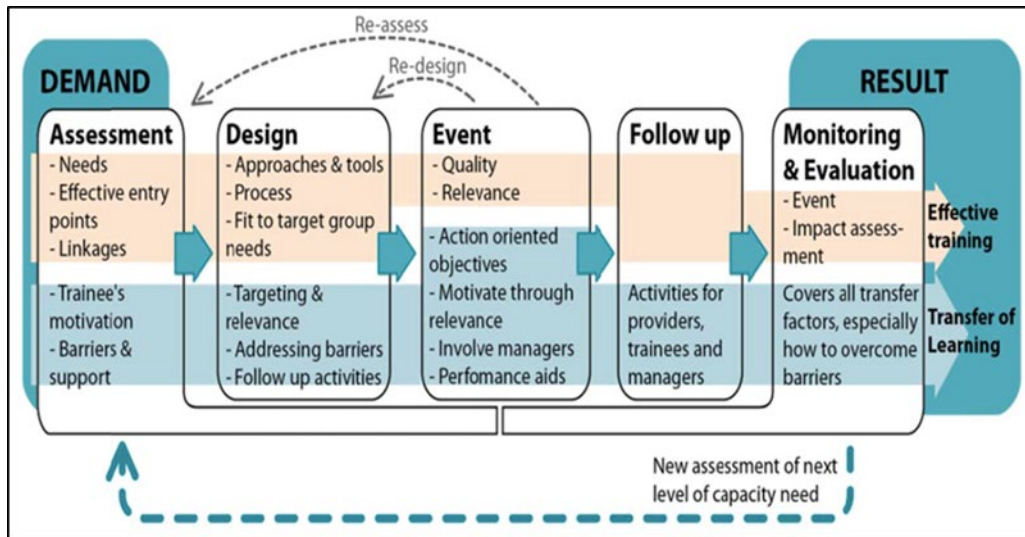 Re-assess
Re-design
DEMAND
RESULT
Assessment
- Needs
- Effective entry
points
- Linkages
- Trainee's
motivation
- Barriers &
support
Design
- Approaches & tools
- Process
- Fit to target group
needs
- Targeting &
relevance
- Addressing barriers
- Follow up activities
Event
- Quality
- Relevance
- Action oriented
objectives
- Motivate through
relevance
- Involve managers
- Perfomance aids
Follow up
Activities for
providers,
trainees and
managers
Monitoring
& Evaluation
- Event
- Impact assess-
ment
Covers all transfer
factors, especially
how to overcome
barriers
Effective
training
Transfer of
Learning
New assessment of next
level of capacity need